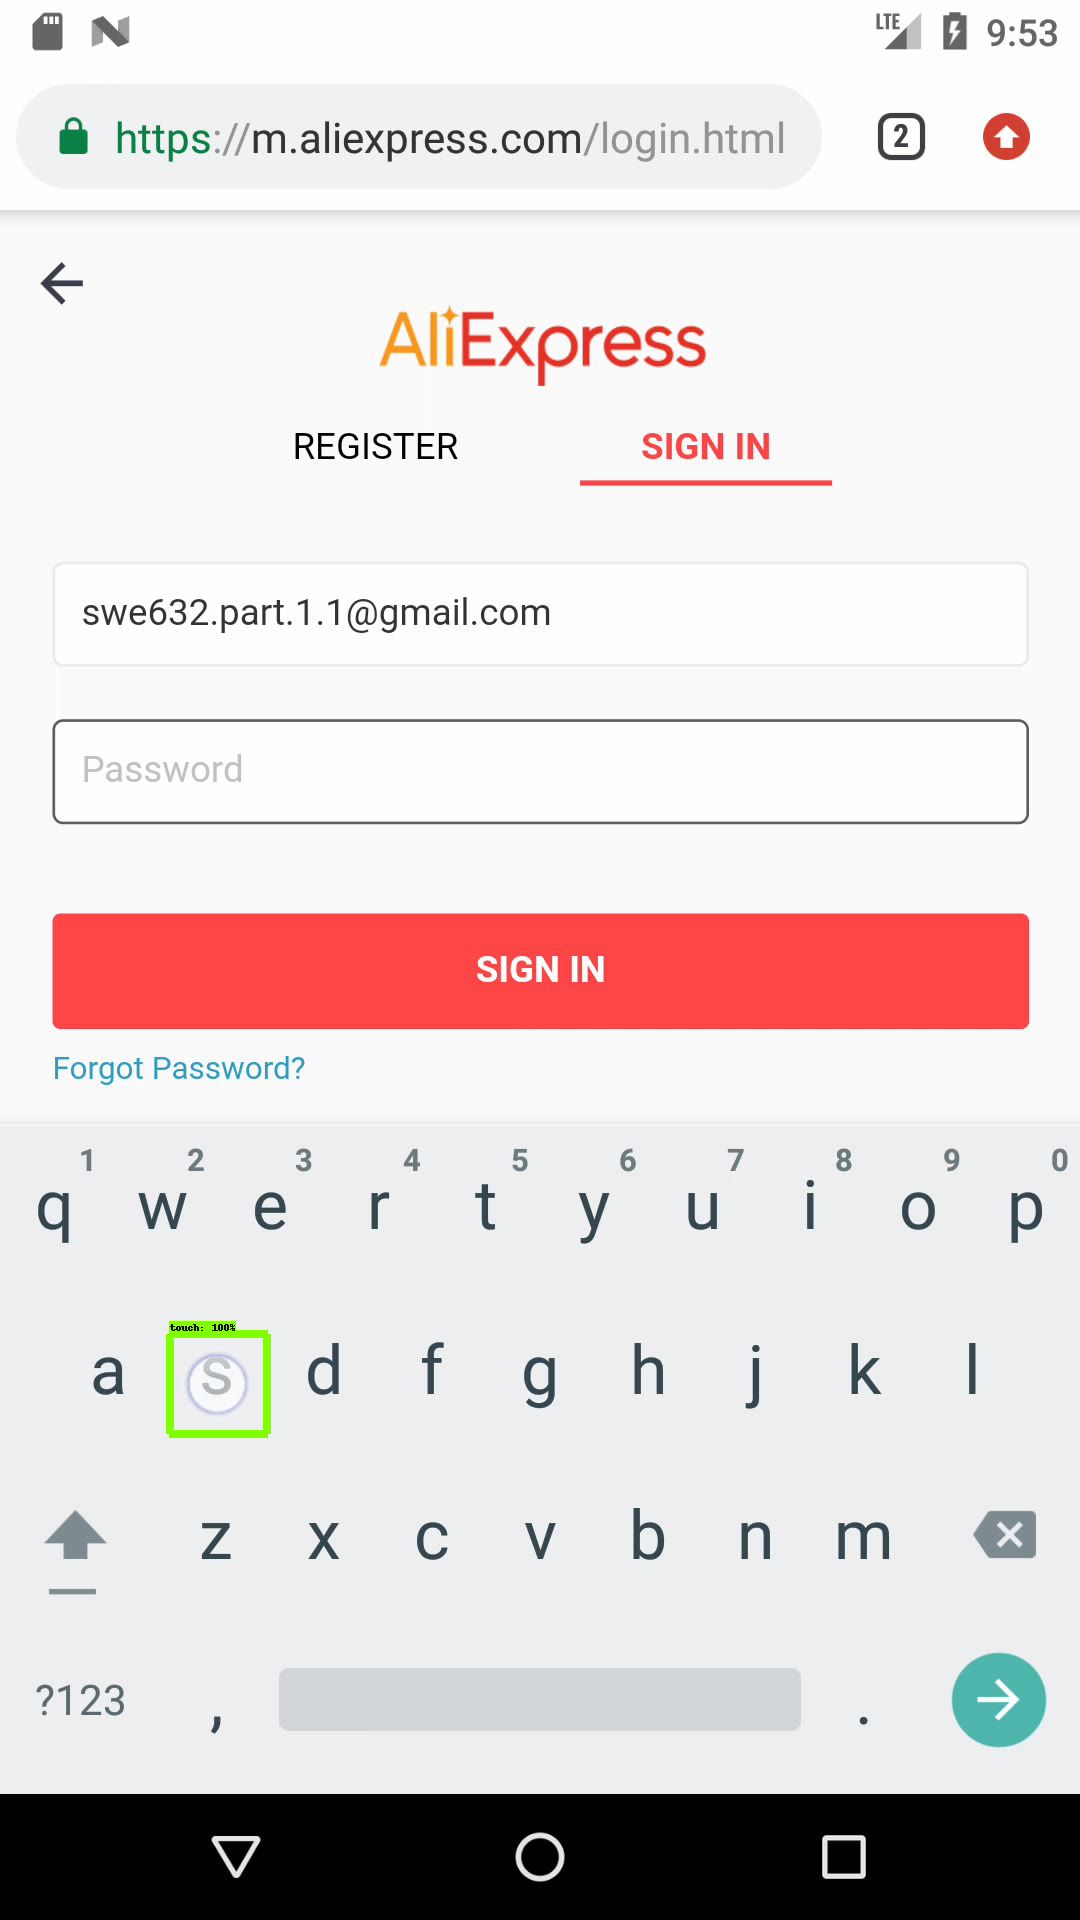 LTE 9:53
https://m.aliexpress.com/login.html 2
AliExpress
REGISTER SIGN IN
swe632.part.1.1@gmail.com
Password
SIGN IN
Forgot Password?
1 2 3 4 5 6 7 8 9 0
q w e r t y u i o p
touch: 100%
a s d f g h j k l
z x c v b n m
?123 , .